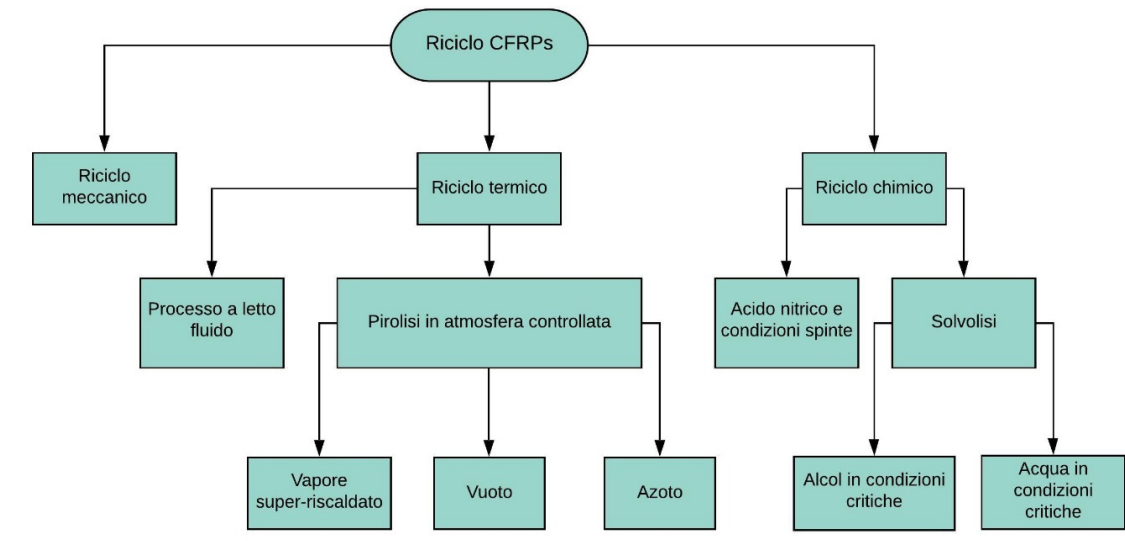 Riciclo CFRPs
Riciclo
meccanico
Riciclo termico
Riciclo chimico
Processo a letto
fluido
Pirolisi in atmosfera controllata
Acido nitrico e
condizioni spinte
Solvolisi
Vapore
super-riscaldato
Vuoto
Azoto
Alcol in condizioni
critiche
Acqua in
condizioni
critiche